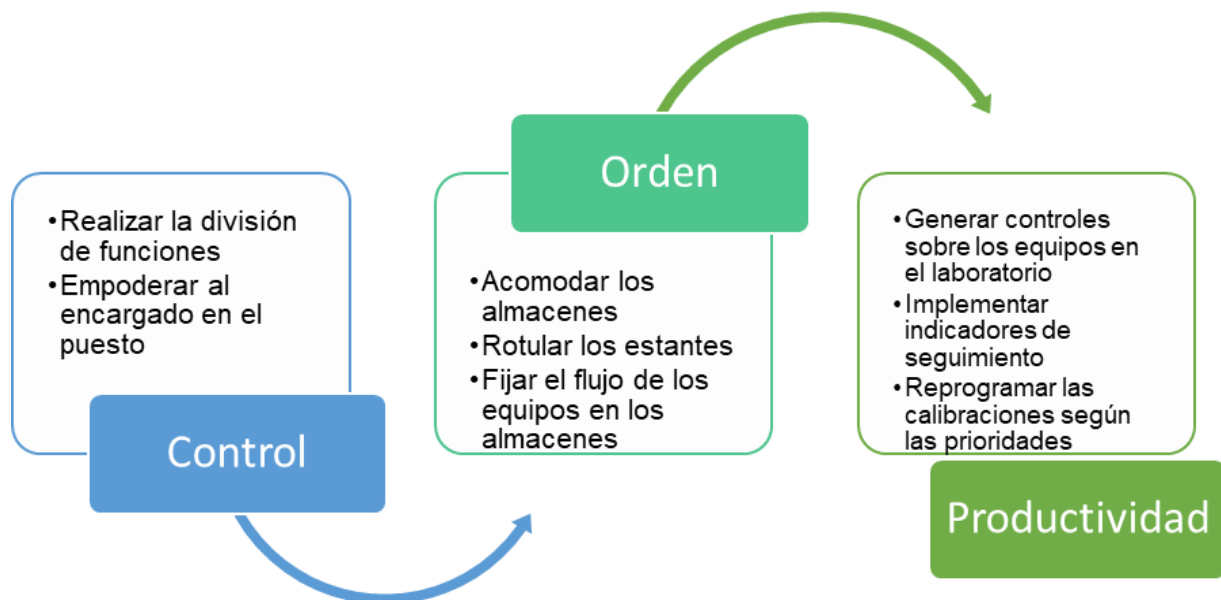 •Realizar la división
de funciones
•Empoderar al
encargado en el
puesto
Control
Orden
•Acomodar los
almacenes
•Rotular los estantes
•Fijar el flujo de los
equipos en los
almacenes
•Generar controles
sobre los equipos en
el laboratorio
•Implementar
indicadores de
seguimiento
•Reprogramar las
calibraciones según
las prioridades
Productividad